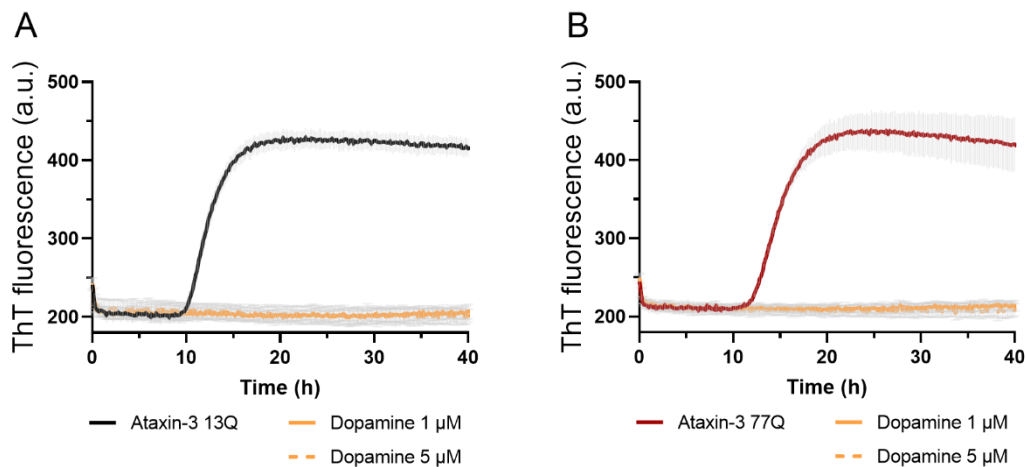 A
ThT fluorescence (a.u.)
500
400
300
200
0
10
20
30
40
Time (h)
Ataxin-3 13Q
Dopamine 1 μM
Dopamine 5 μM
B
ThT fluorescence (a.u.)
500
400
300
200
0
10
20
30
40
Time (h)
Ataxin-3 77Q
Dopamine 1 μM
Dopamine 5 μM